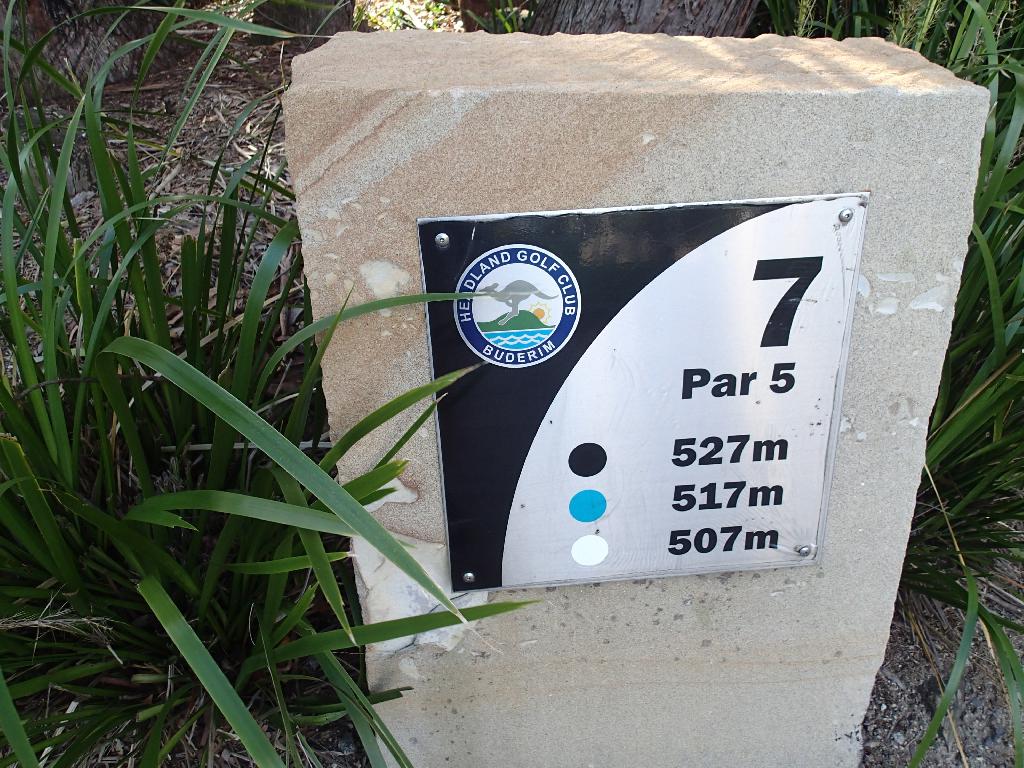 HEADLAND GOLF CLUB
BUDERIM
7
Par 5
527m
517m
507m